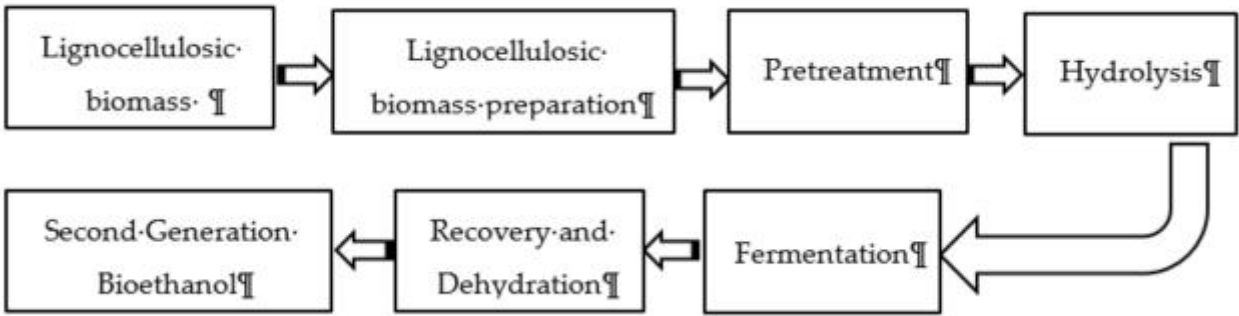 Lignocellulosic·
biomass· ¶
Lignocellulosic·
biomass·preparation¶
Pretreatment¶
Hydrolysis¶
Fermentation¶
Recovery·and·
Dehydration¶
Second·Generation·
Bioethanol¶